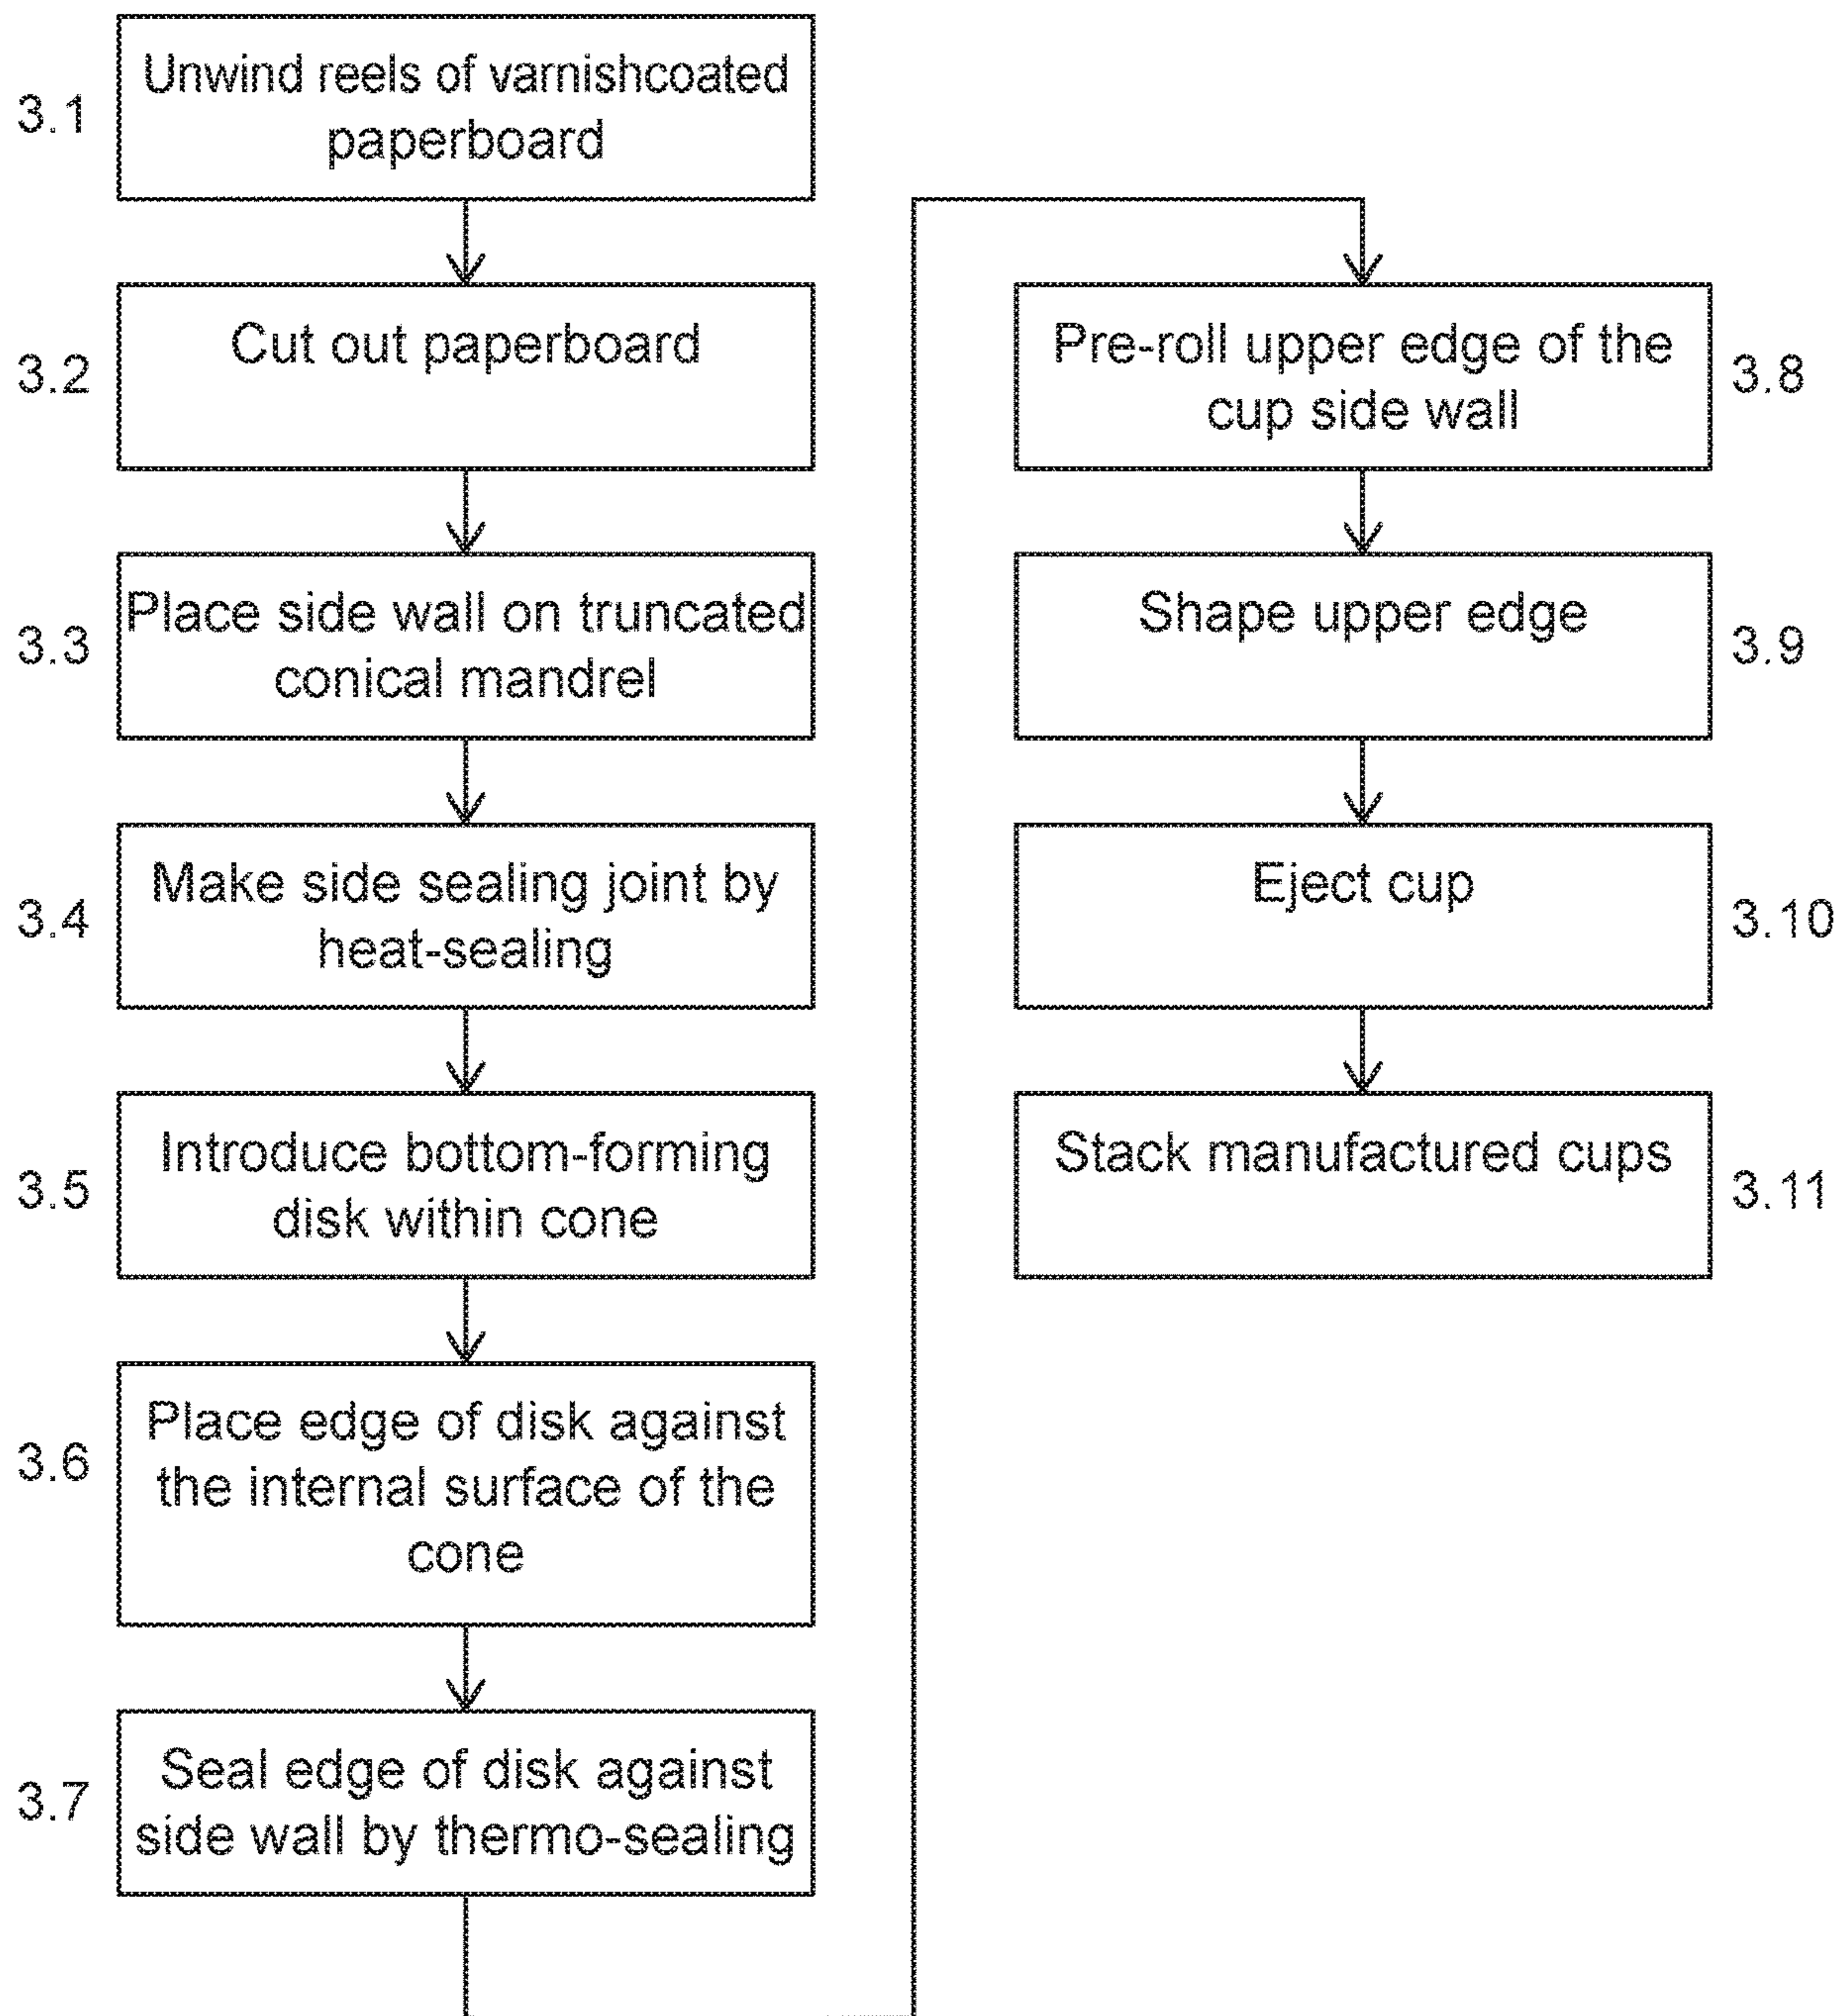 3.1
Unwind reels of varnishcoated
paperboard
3.2
Cut out paperboard
3.3
Place side wall on truncated
conical mandrel
3.4
Make side sealing joint by
heat-sealing
3.5
Introduce bottom-forming
disk within cone
3.6
Place edge of disk against
the internal surface of the
cone
3.7
Seal edge of disk against
side wall by thermo-sealing
Pre-roll upper edge of the
cup side wall
3.8
Shape upper edge
3.9
Eject cup
3.10
Stack manufactured cups
3.11